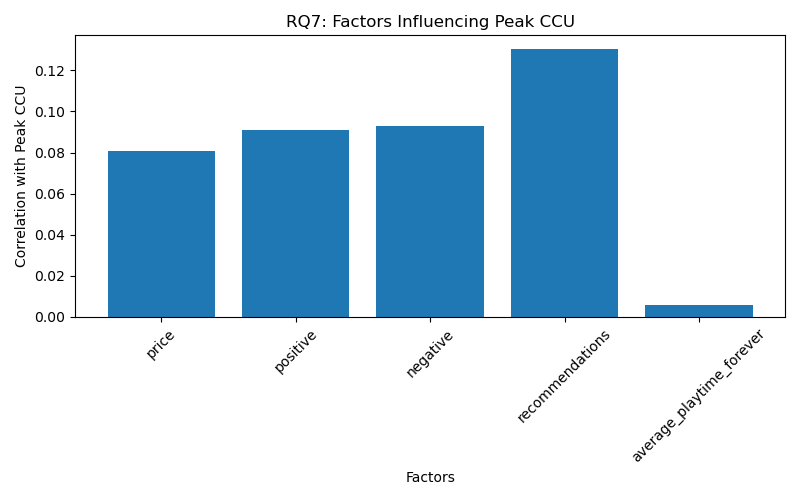 RQ7: Factors Influencing Peak CCU
Correlation with Peak CCU
0.12
0.10
0.08
0.06
0.04
0.02
0.00
price
positive
negative
recommendations
average_playtime_forever
Factors